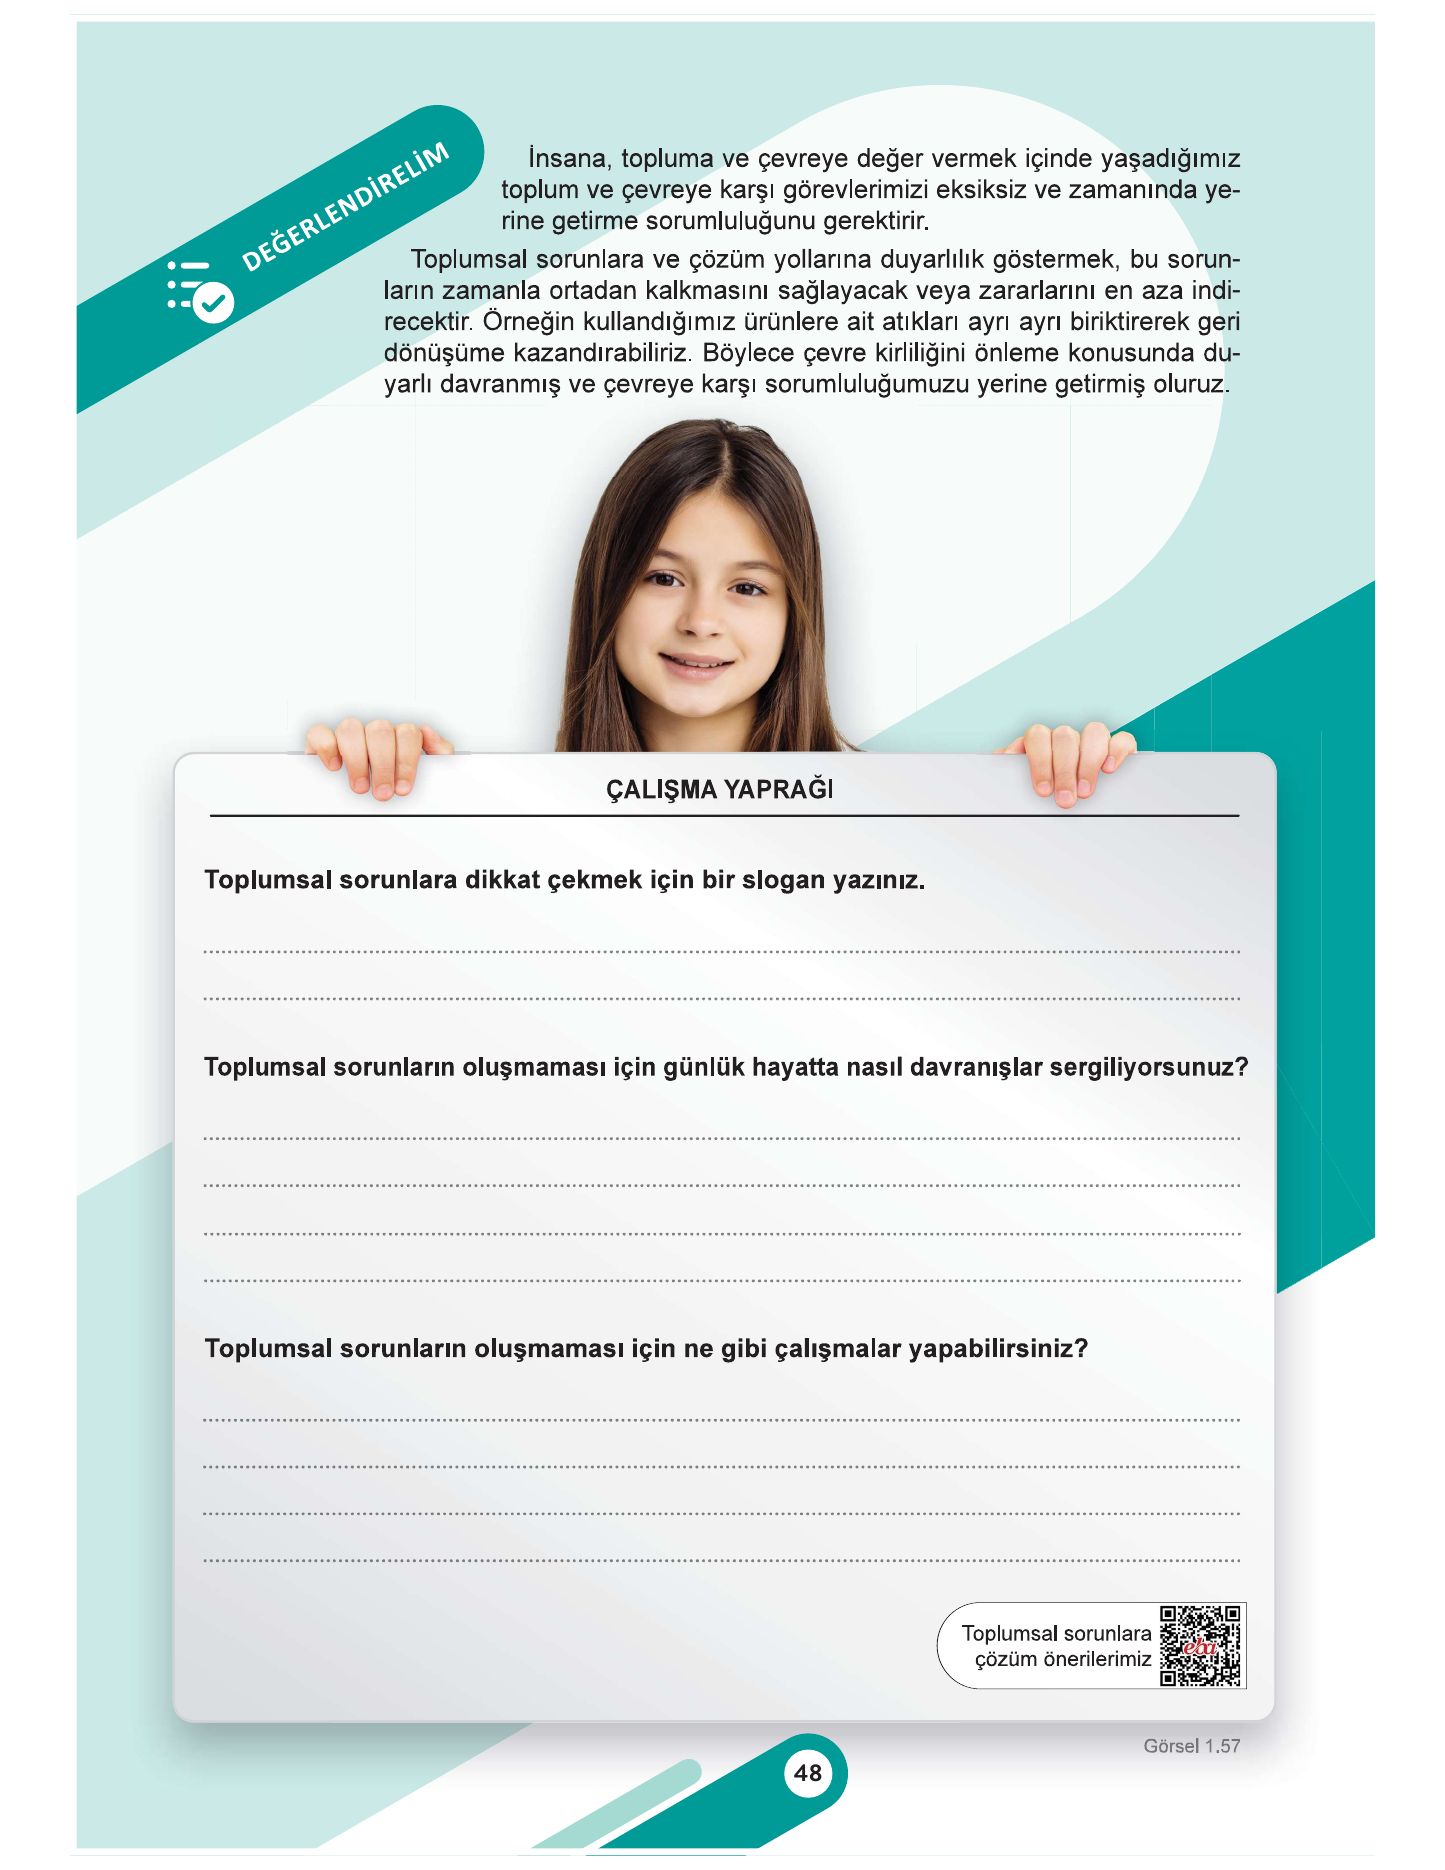 DEĞERLENDİRELİM
İnsana, topluma ve çevreye değer vermek içinde yaşadığımız
toplum ve çevreye karşı görevlerimizi eksiksiz ve zamanında ye-
rine getirme sorumluluğunu gerektirir.
Toplumsal sorunlara ve çözüm yollarına duyarlılık göstermek, bu sorun-
ların zamanla ortadan kalkmasını sağlayacak veya zararlarını en aza indi-
recektir. Örneğin kullandığımız ürünlere ait atıkları ayrı ayrı biriktirerek geri
dönüşüme kazandırabiliriz. Böylece çevre kirliliğini önleme konusunda du-
yarlı davranmış ve çevreye karşı sorumluluğumuzu yerine getirmiş oluruz.
ÇALIŞMA YAPRAĞI
Toplumsal sorunlara dikkat çekmek için bir slogan yazınız.
Toplumsal sorunların oluşmaması için günlük hayatta nasıl davranışlar sergiliyorsunuz?
Toplumsal sorunların oluşmaması için ne gibi çalışmalar yapabilirsiniz?
Toplumsal sorunlara
çözüm önerilerimiz
eba
Görsel 1.57
48